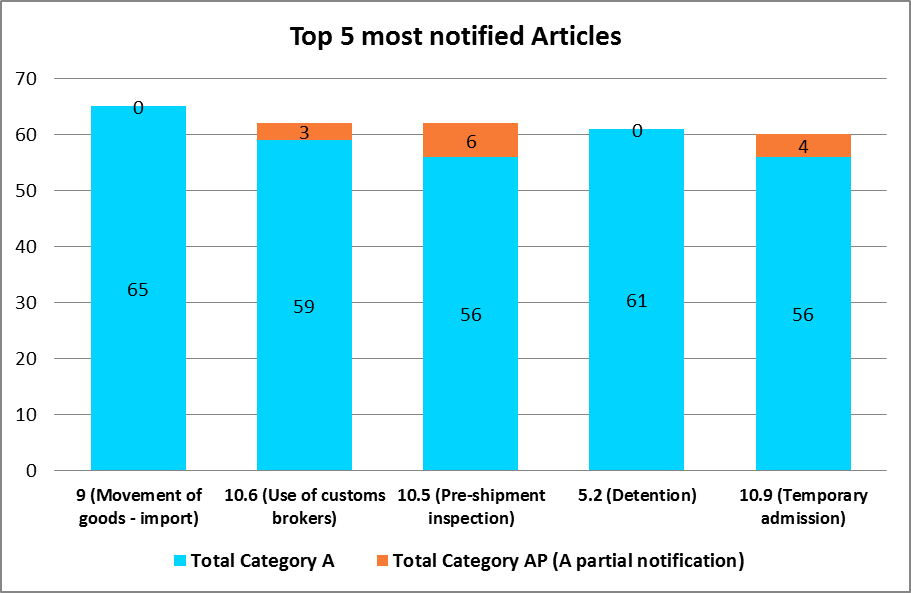 Top 5 most notified Articles
70
60
50
40
30
20
10
0
0
3
6
0
4
65
59
56
61
56
9 (Movement of
goods - import)
10.6 (Use of customs
brokers)
10.5 (Pre-shipment
inspection)
5.2 (Detention)
10.9 (Temporary
admission)
Total Category A
Total Category AP (A partial notification)